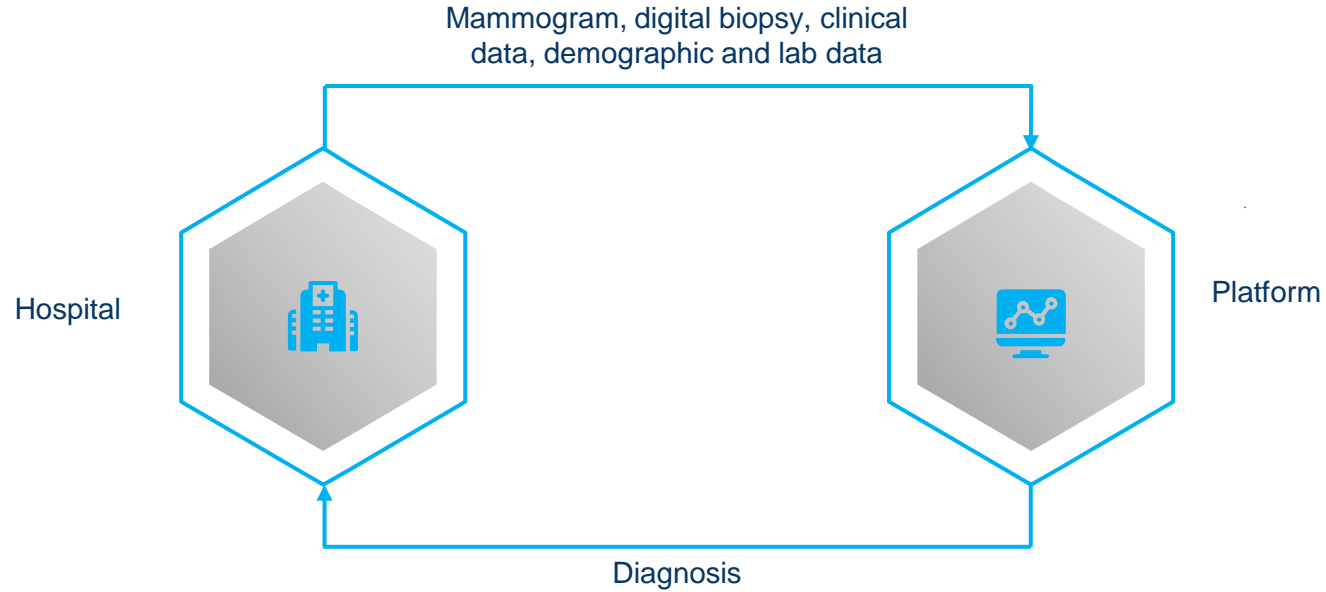 Mammogram, digital biopsy, clinical
data, demographic and lab data
Hospital
Platform
Diagnosis